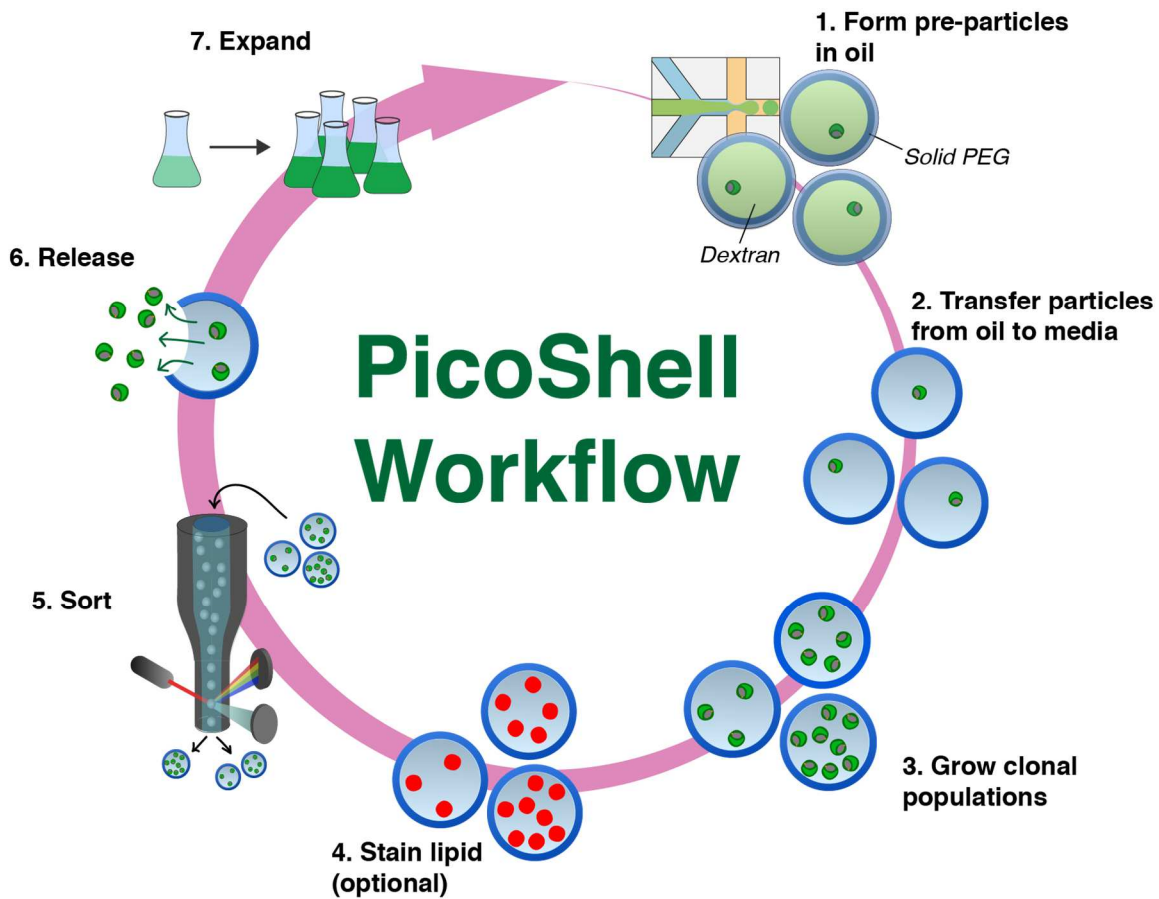 1. Form pre-particles
in oil
Solid PEG
Dextran
2. Transfer particles
from oil to media
3. Grow clonal
populations
4. Stain lipid
(optional)
5. Sort
6. Release
7. Expand
PicoShell
Workflow